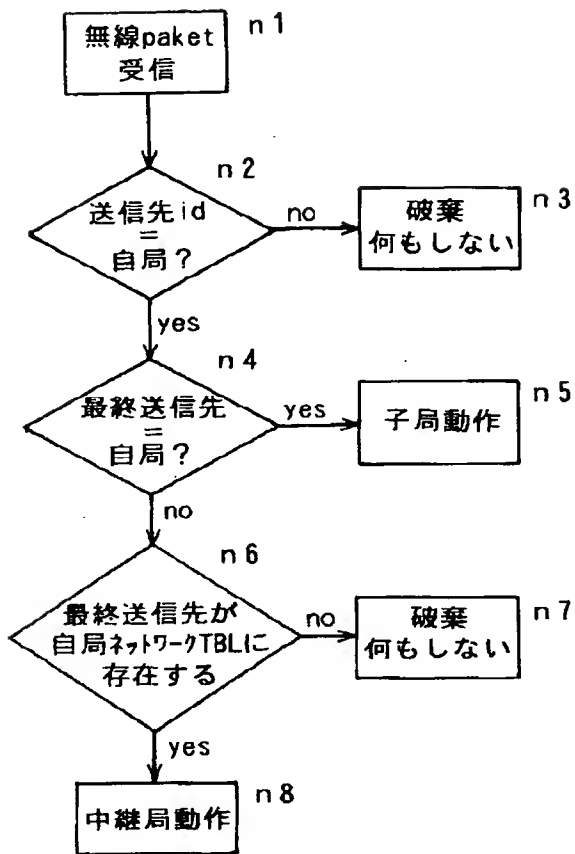 無線paket
受信
n1
送信先id
=
自局？
n2
no
破棄
何もしない
n3
yes
最終送信先
=
自局？
n4
yes
子局動作
n5
no
最終送信先が
自局ネットワークTBLに
存在する
n6
no
破棄
何もしない
n7
yes
中継局動作
n8